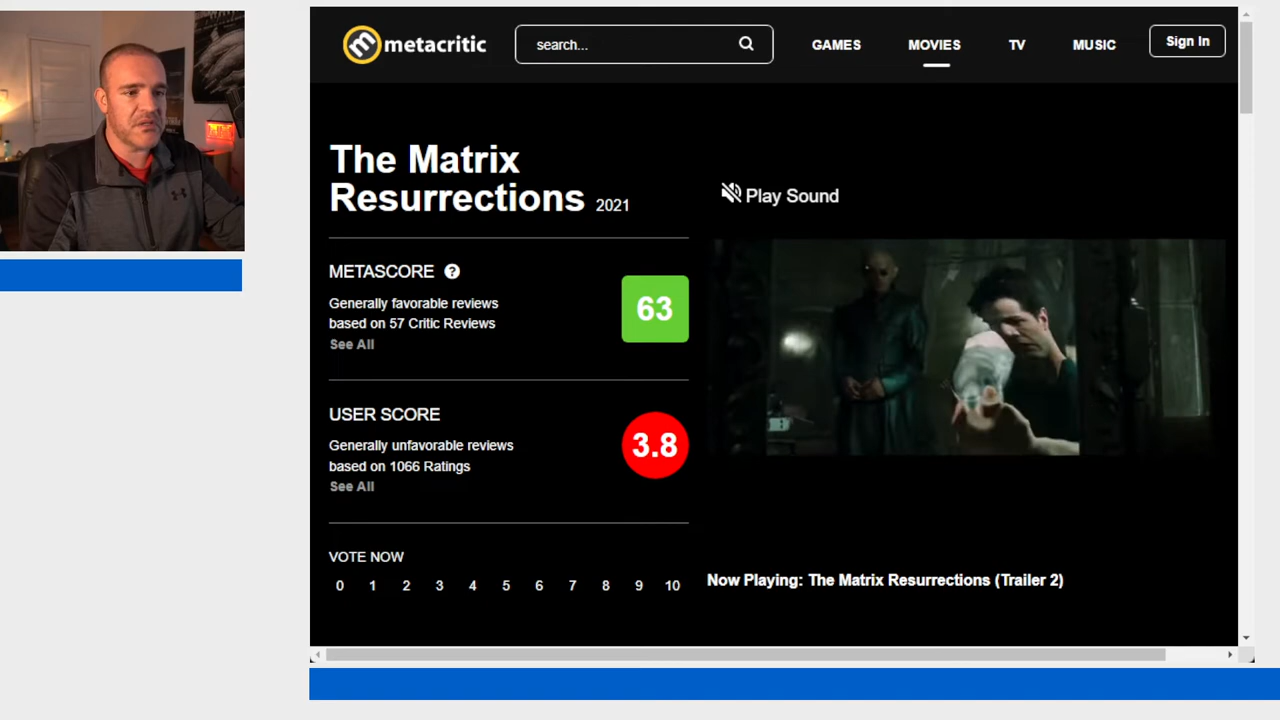 metacritic
search...
GAMES
MOVIES
TV
MUSIC
Sign In
The Matrix
Resurrections 2021
Play Sound
METASCORE ?
Generally favorable reviews
based on 57 Critic Reviews
See All
63
USER SCORE
Generally unfavorable reviews
based on 1066 Ratings
See All
3.8
VOTE NOW
0 1 2 3 4 5 6 7 8 9 10
Now Playing: The Matrix Resurrections (Trailer 2)